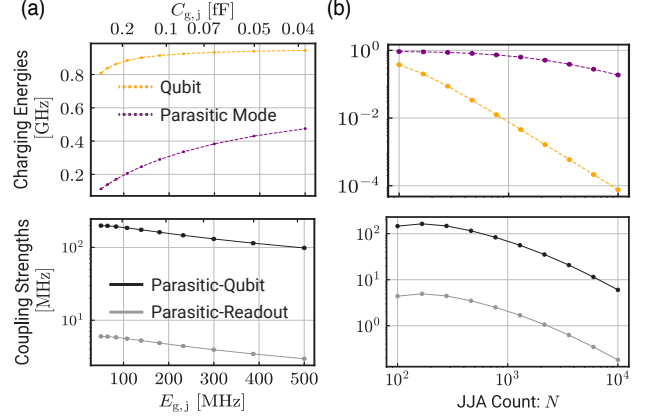 (a)
C_{g,j} [fF]
0.2 0.1 0.07 0.05 0.04
Charging Energies
[GHz]
0.8
0.6
0.4
0.2
Qubit
Parasitic Mode
Coupling Strengths
[MHz]
10^2
10^1
Parasitic-Qubit
Parasitic-Readout
100 200 300 400 500
E_{g,j} [MHz]
(b)
10^0
10^{-2}
10^{-4}
10^2
10^1
10^0
10^2 10^3 10^4
JJA Count: N